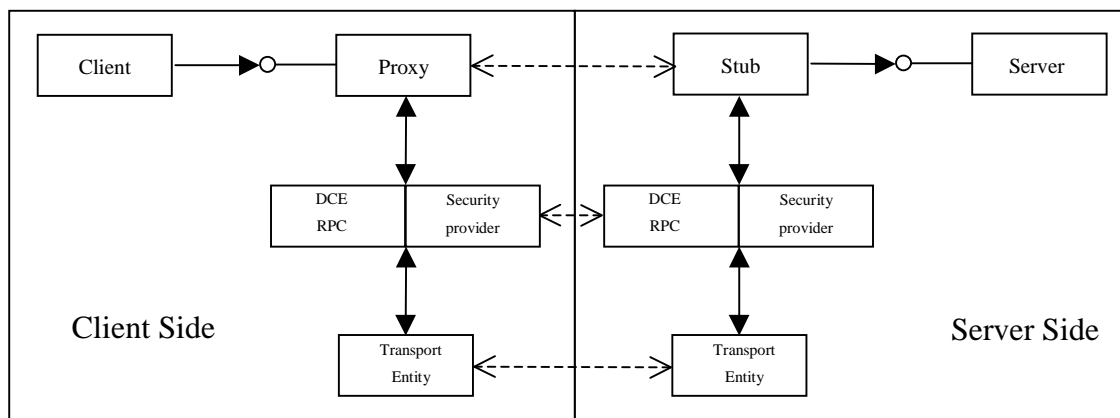 Client
Proxy
Stub
Server
DCE
RPC
Security
provider
DCE
RPC
Security
provider
Client Side
Server Side
Transport
Entity
Transport
Entity